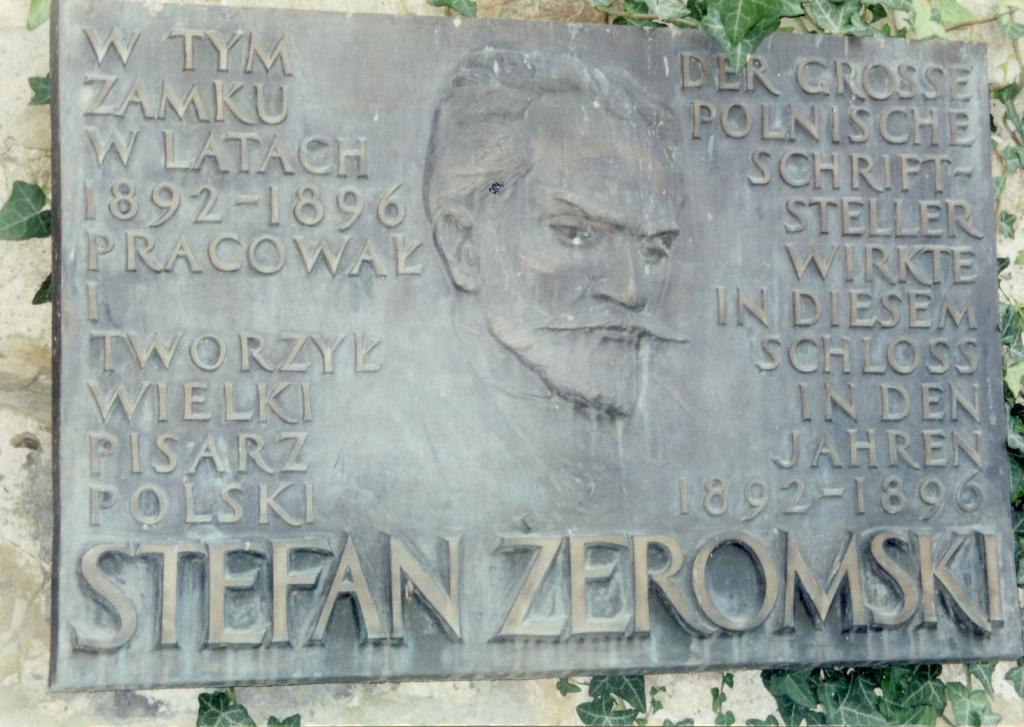 W TYM
ZAMKU
W LATACH
1892-1896
PRACOWAŁ
I
TWORZYŁ
WIELKI
PISARZ
POLSKI
DER GROSSE
POLNISCHE
SCHRIFT-
STELLER
WIRKTE
IN DIESEM
SCHLOSS
IN DEN
JAHREN
1892-1896
STEFAN ŻEROMSKI